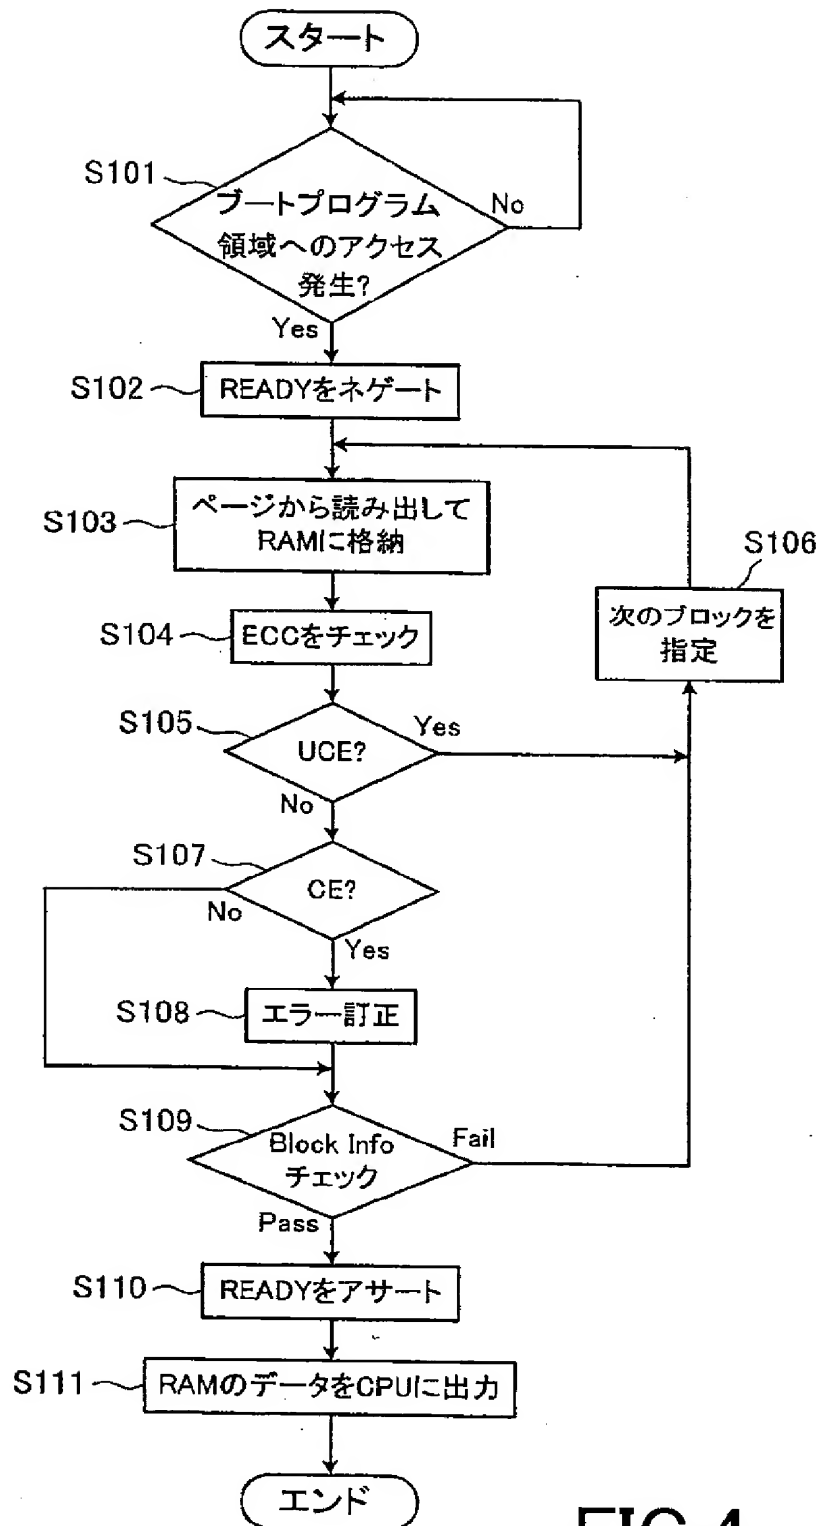 スタート
S101
ブートプログラム
領域へのアクセス
発生?
No
Yes
S102
READYをネゲート
S103
ページから読み出して
RAMに格納
S106
次のブロックを
指定
S104
ECCをチェック
S105
UCE?
Yes
No
S107
CE?
No
Yes
S108
エラー訂正
S109
Block Info
チェック
Fail
Pass
S110
READYをアサート
S111
RAMのデータをCPUに出力
エンド
FIG.4